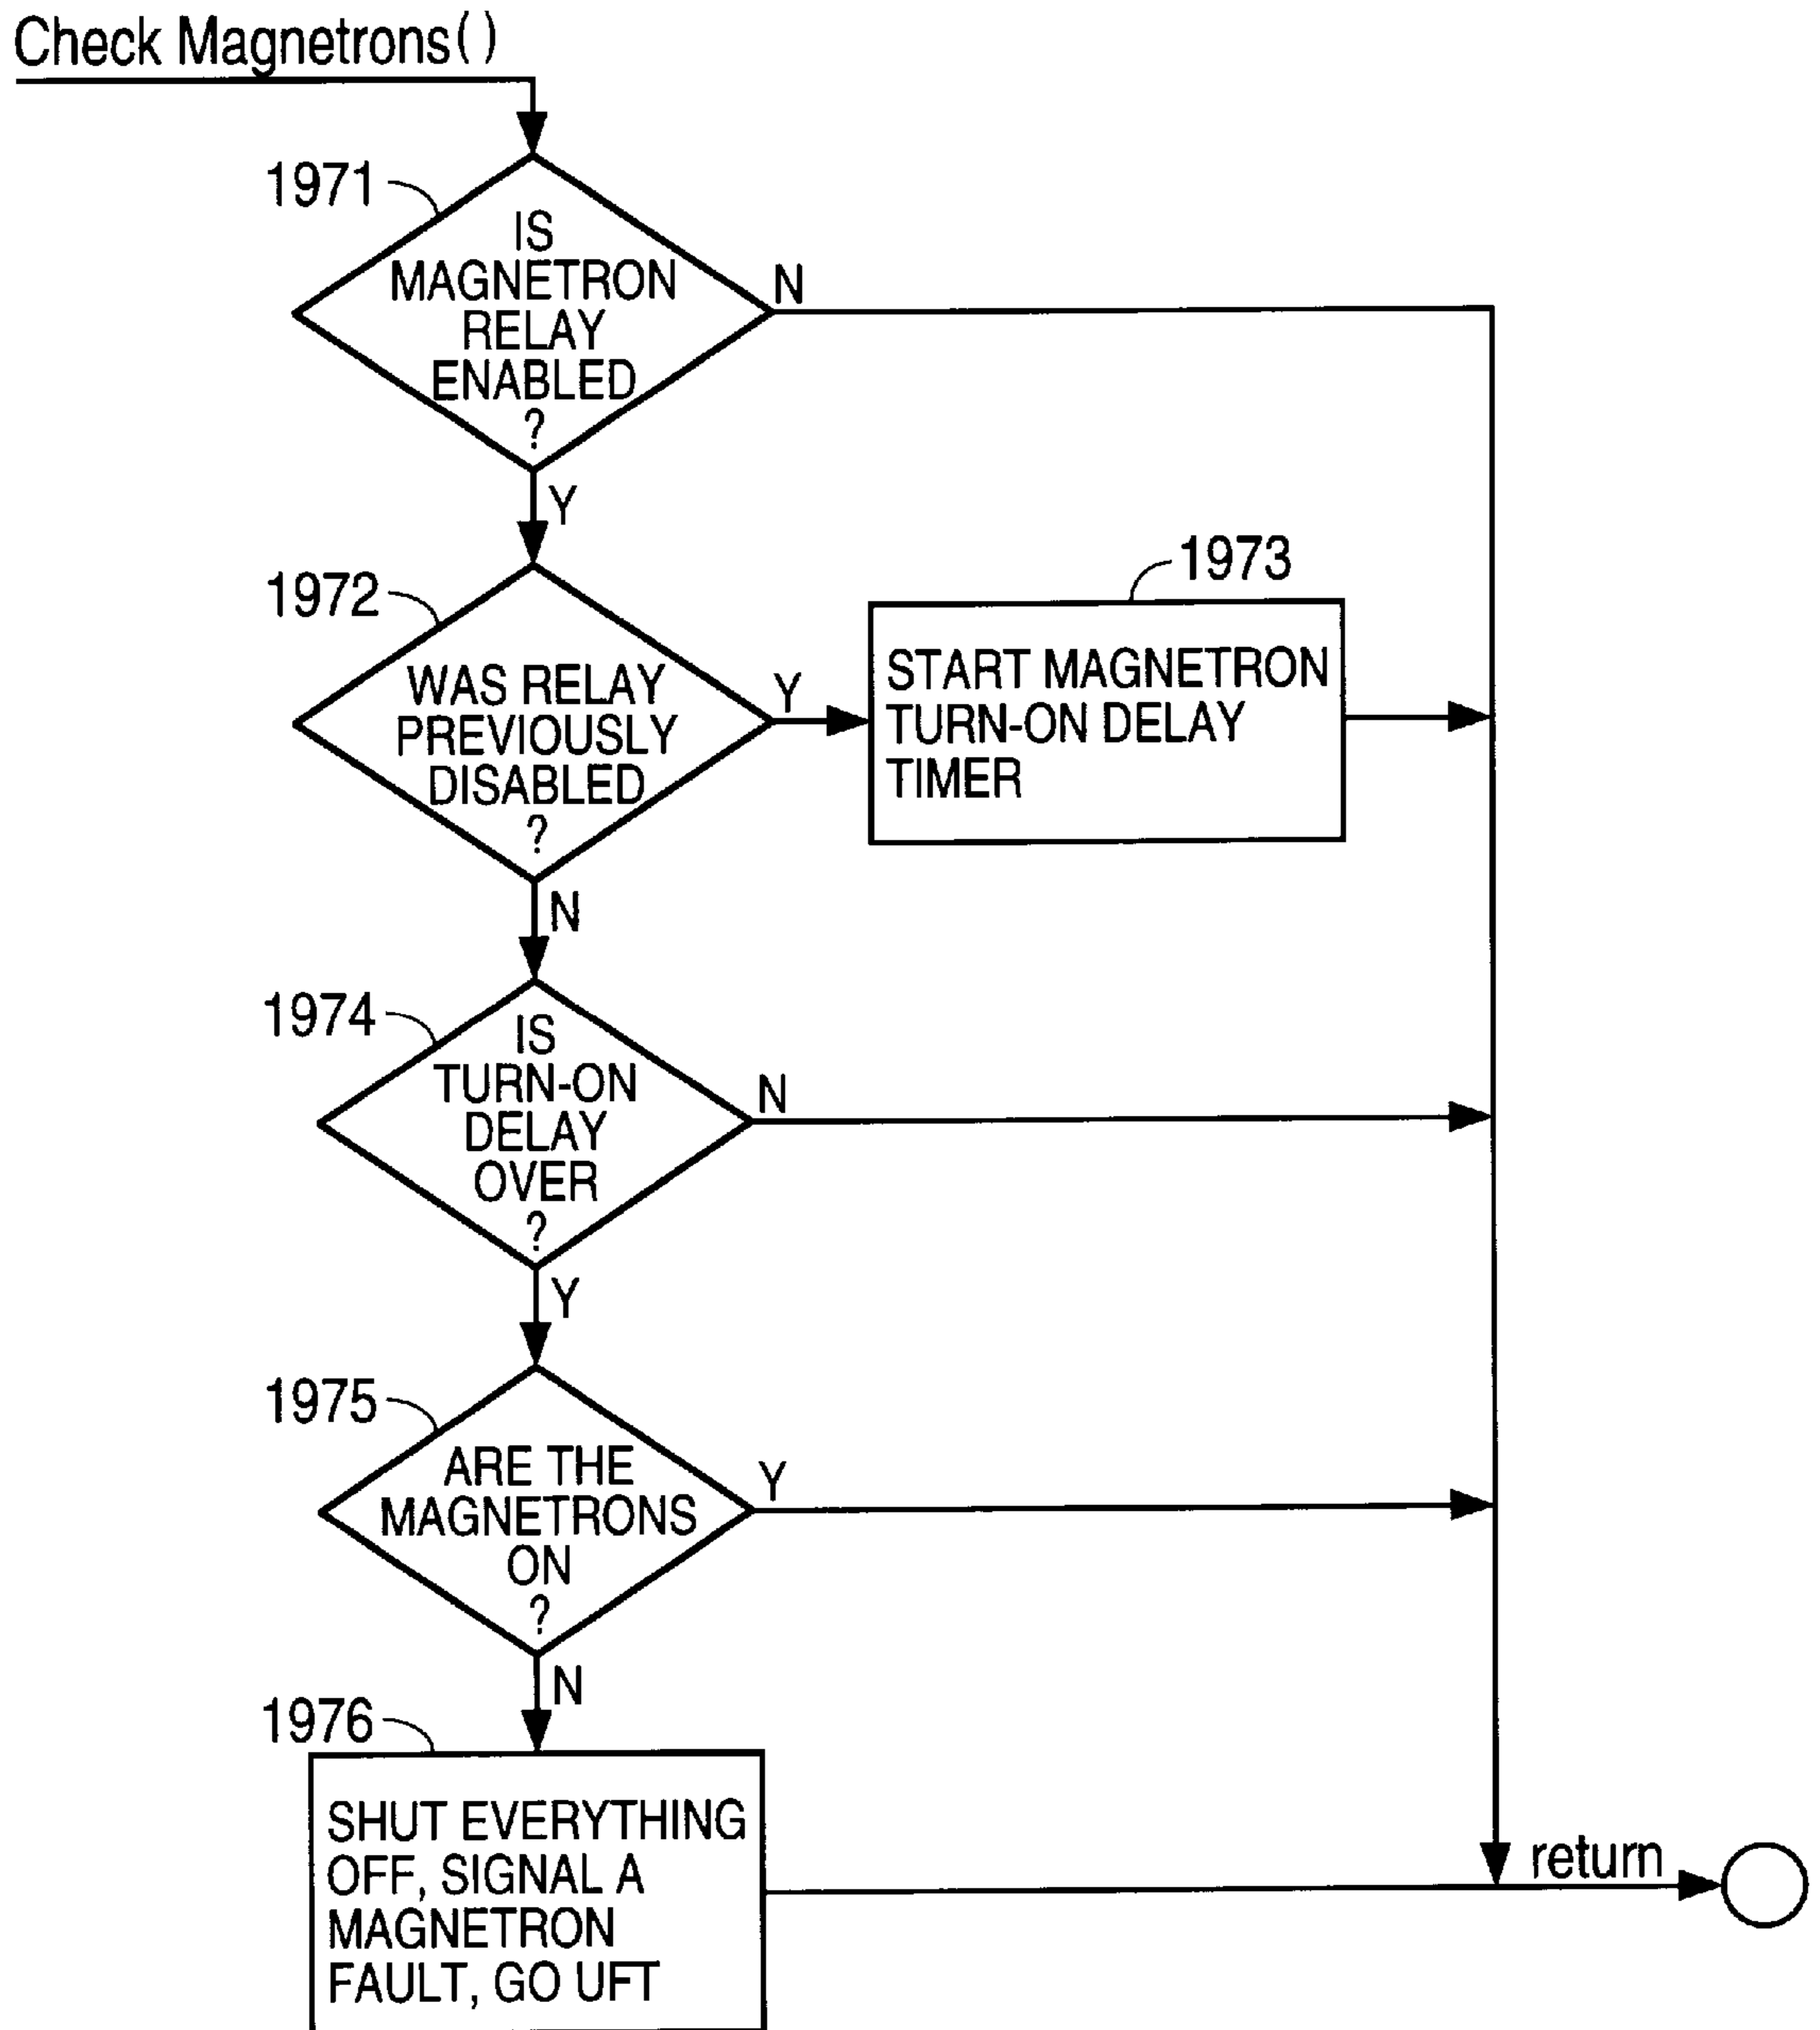 Check Magnetrons()
1971
IS
MAGNETRON
RELAY
ENABLED
?
N
Y
1972
WAS RELAY
PREVIOUSLY
DISABLED
?
Y
1973
START MAGNETRON
TURN-ON DELAY
TIMER
N
1974
IS
TURN-ON
DELAY
OVER
?
N
Y
1975
ARE THE
MAGNETRONS
ON
?
Y
N
1976
SHUT EVERYTHING
OFF, SIGNAL A
MAGNETRON
FAULT, GO UFT
return